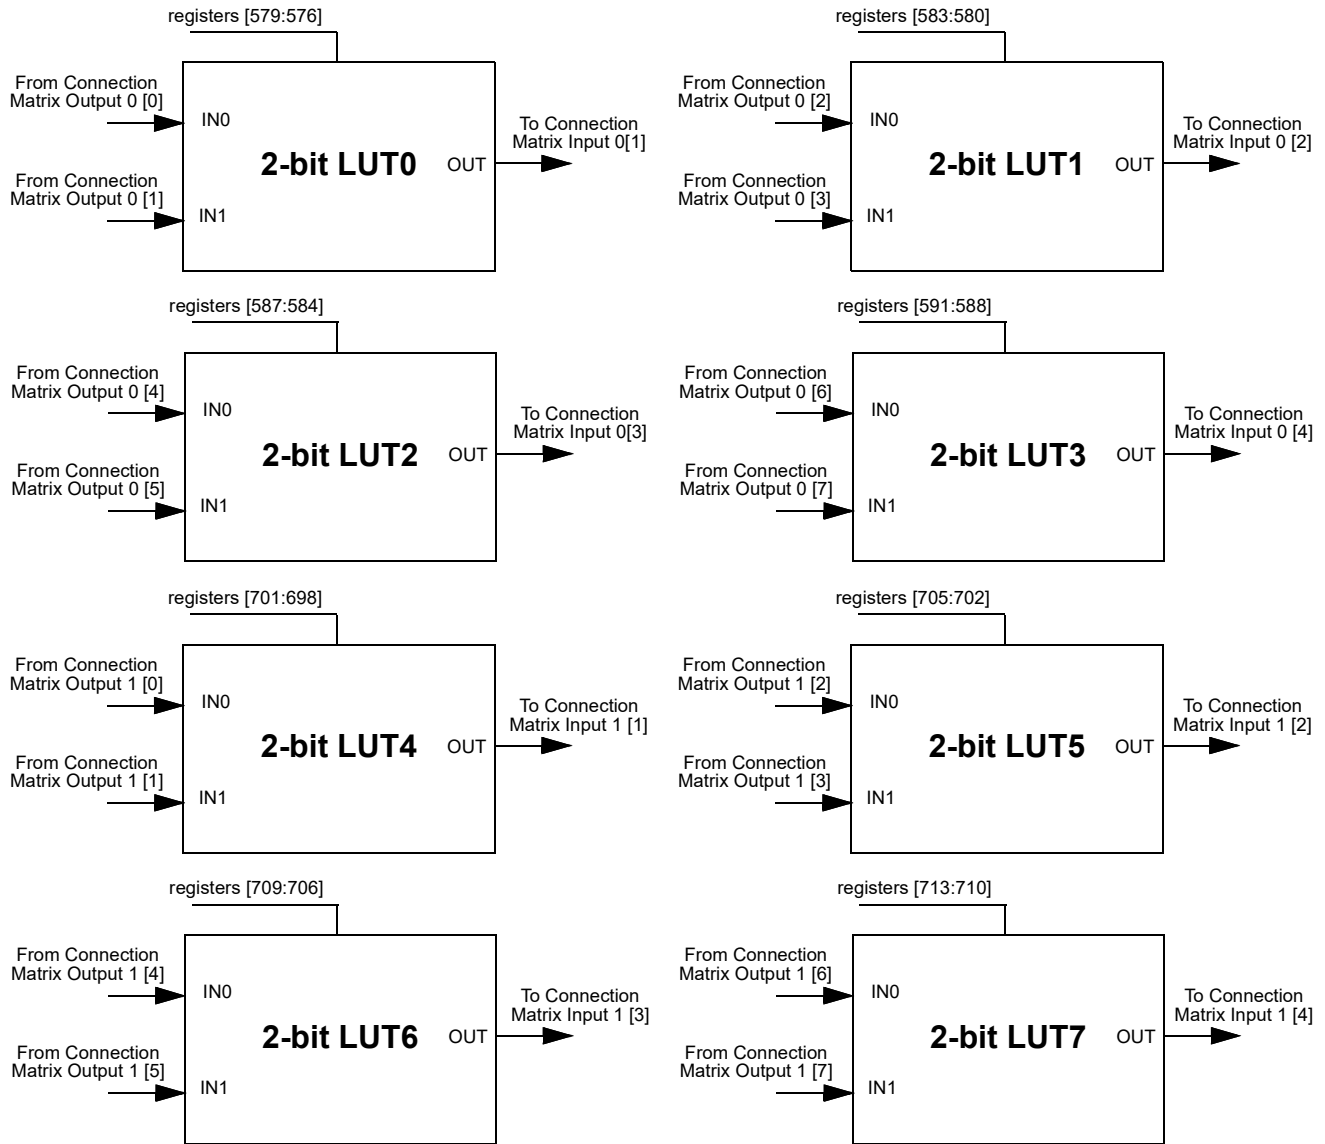 registers [579:576]
From Connection
Matrix Output 0 [0]
IN0
From Connection
Matrix Output 0 [1]
IN1
2-bit LUT0
OUT
To Connection
Matrix Input 0[1]
registers [583:580]
From Connection
Matrix Output 0 [2]
IN0
From Connection
Matrix Output 0 [3]
IN1
2-bit LUT1
OUT
To Connection
Matrix Input 0 [2]
registers [587:584]
From Connection
Matrix Output 0 [4]
IN0
From Connection
Matrix Output 0 [5]
IN1
2-bit LUT2
OUT
To Connection
Matrix Input 0[3]
registers [591:588]
From Connection
Matrix Output 0 [6]
IN0
From Connection
Matrix Output 0 [7]
IN1
2-bit LUT3
OUT
To Connection
Matrix Input 0 [4]
registers [701:698]
From Connection
Matrix Output 1 [0]
IN0
From Connection
Matrix Output 1 [1]
IN1
2-bit LUT4
OUT
To Connection
Matrix Input 1 [1]
registers [705:702]
From Connection
Matrix Output 1 [2]
IN0
From Connection
Matrix Output 1 [3]
IN1
2-bit LUT5
OUT
To Connection
Matrix Input 1 [2]
registers [709:706]
From Connection
Matrix Output 1 [4]
IN0
From Connection
Matrix Output 1 [5]
IN1
2-bit LUT6
OUT
To Connection
Matrix Input 1 [3]
registers [713:710]
From Connection
Matrix Output 1 [6]
IN0
From Connection
Matrix Output 1 [7]
IN1
2-bit LUT7
OUT
To Connection
Matrix Input 1 [4]